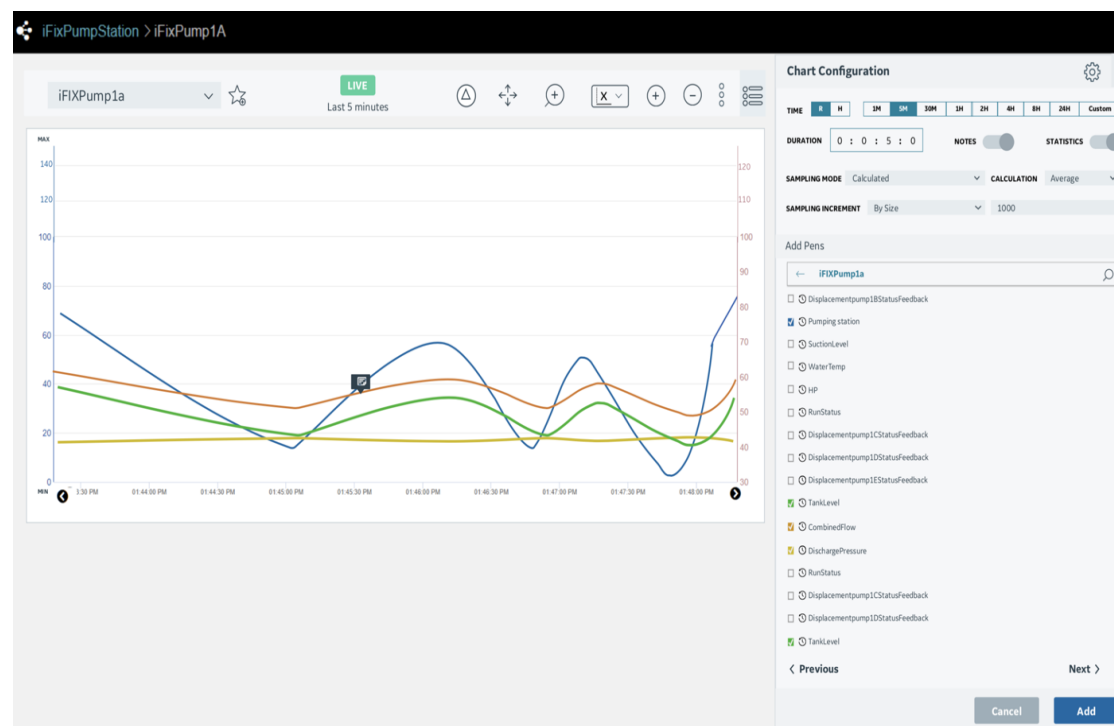 iFixPumpStation > iFixPump1A
iFIXPump1a
LIVE
Last 5 minutes
X
MAX
140
120
100
80
60
40
20
0
MIN
120
110
100
90
80
70
60
50
40
30
3:30 PM 01:44:00 PM 01:44:30 PM 01:45:00 PM 01:45:30 PM 01:46:00 PM 01:46:30 PM 01:47:00 PM 01:47:30 PM 01:48:00 PM
Chart Configuration
TIME R H 1M 5M 30M 1H 2H 4H 8H 24H Custom
DURATION 0 : 0 : 5 : 0 NOTES STATISTICS
SAMPLING MODE Calculated CALCULATION Average
SAMPLING INCREMENT By Size 1000
Add Pens
iFIXPump1a
Displacementpump1BStatusFeedback
Pumping station
SuctionLevel
WaterTemp
HP
RunStatus
Displacementpump1CStatusFeedback
Displacementpump1DStatusFeedback
Displacementpump1EStatusFeedback
TankLevel
CombinedFlow
DischargePressure
RunStatus
Displacementpump1CStatusFeedback
Displacementpump1DStatusFeedback
TankLevel
Previous Next
Cancel Add